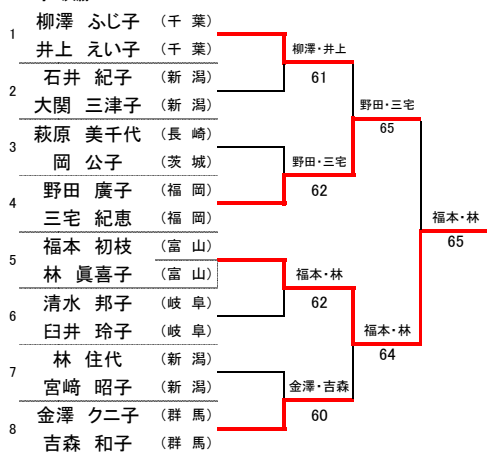 1 柳澤 ふじ子 （千 葉）
井上 えい子 （千 葉）
柳澤・井上
61
2 石井 紀子 （新 潟）
大関 三津子 （新 潟）
野田・三宅
65
3 萩原 美千代 （長 崎）
岡 公子 （茨 城）
野田・三宅
62
4 野田 廣子 （福 岡）
三宅 紀恵 （福 岡）
福本・林
65
5 福本 初枝 （富 山）
林 眞喜子 （富 山）
福本・林
62
6 清水 邦子 （岐 阜）
臼井 玲子 （岐 阜）
福本・林
64
7 林 住代 （新 潟）
宮﨑 昭子 （新 潟）
金澤・吉森
60
8 金澤 クニ子 （群 馬）
吉森 和子 （群 馬）